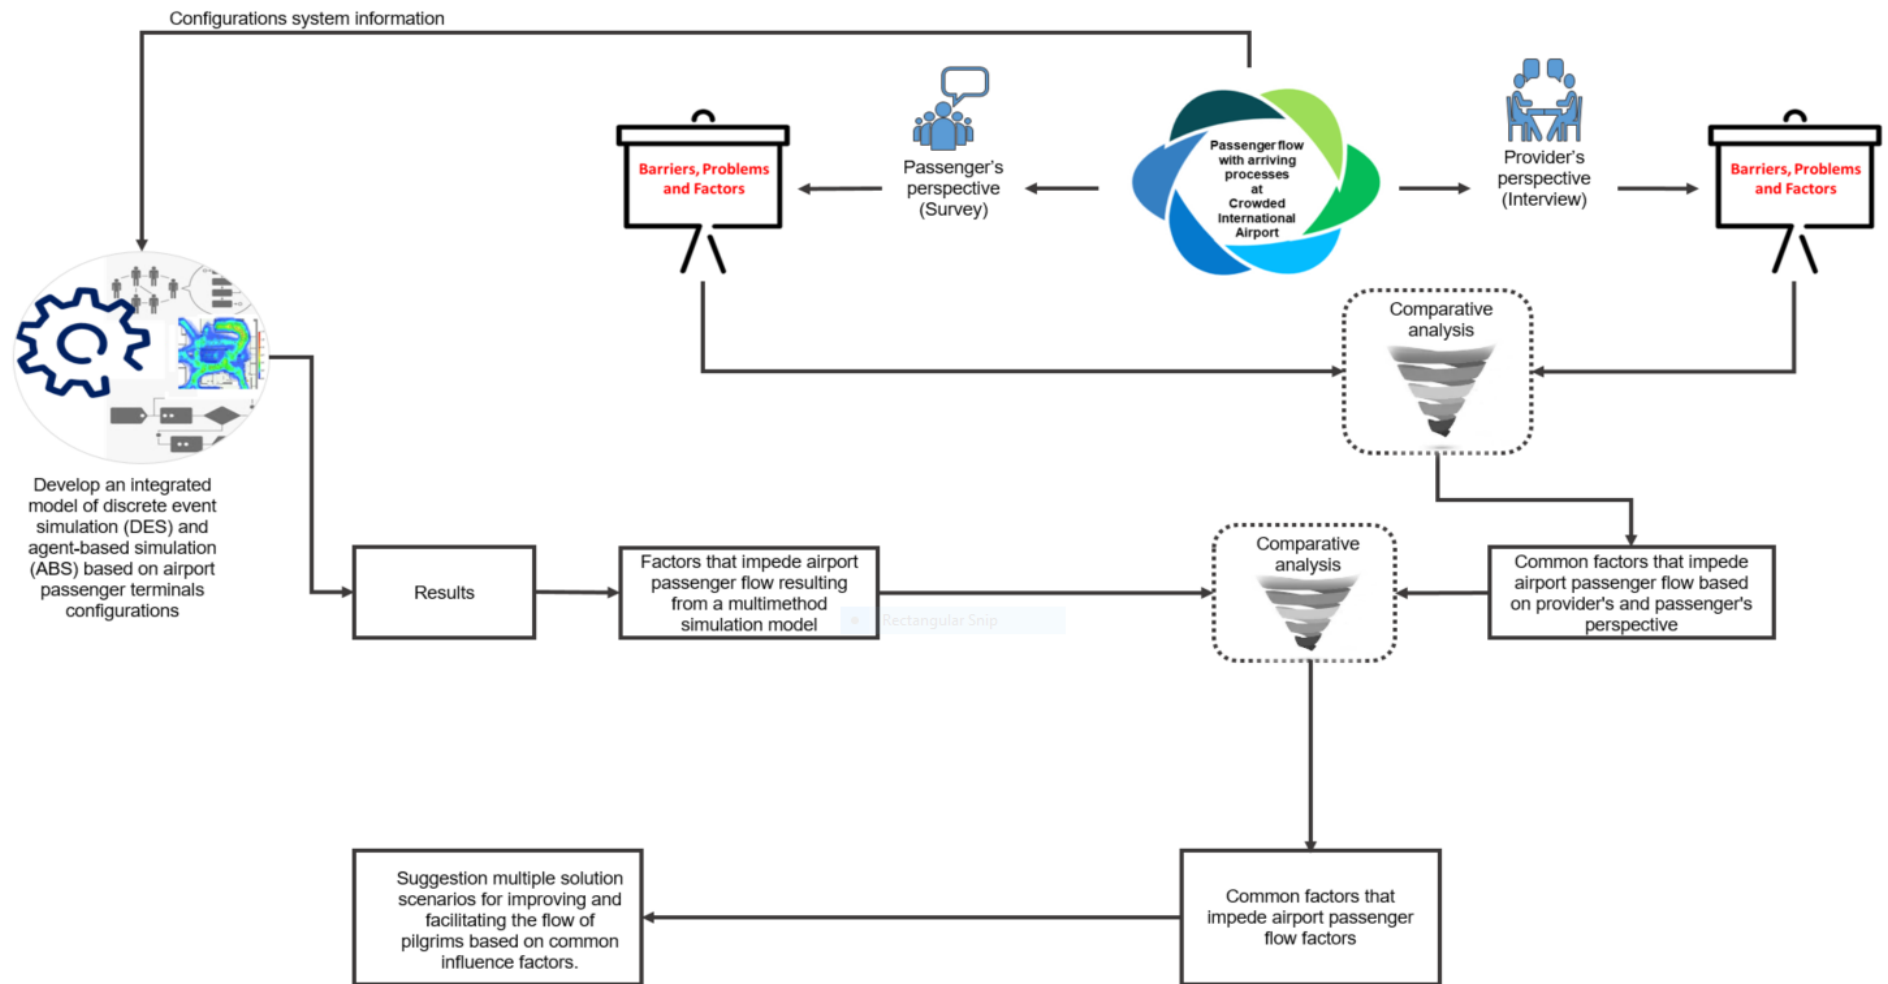 Configurations system information
Barriers, Problems
and Factors
Passenger's
perspective
(Survey)
Passenger flow
with arriving
processes
at
Crowded
International
Airport
Provider's
perspective
(Interview)
Barriers, Problems
and Factors
Comparative
analysis
Develop an integrated
model of discrete event
simulation (DES) and
agent-based simulation
(ABS) based on airport
passenger terminals
configurations
Results
Factors that impede airport
passenger flow resulting
from a multimethod
simulation model
Rectangular Snip
Comparative
analysis
Common factors that impede
airport passenger flow based
on provider's and passenger's
perspective
Suggestion multiple solution
scenarios for improving and
facilitating the flow of
pilgrims based on common
influence factors.
Common factors that
impede airport passenger
flow factors